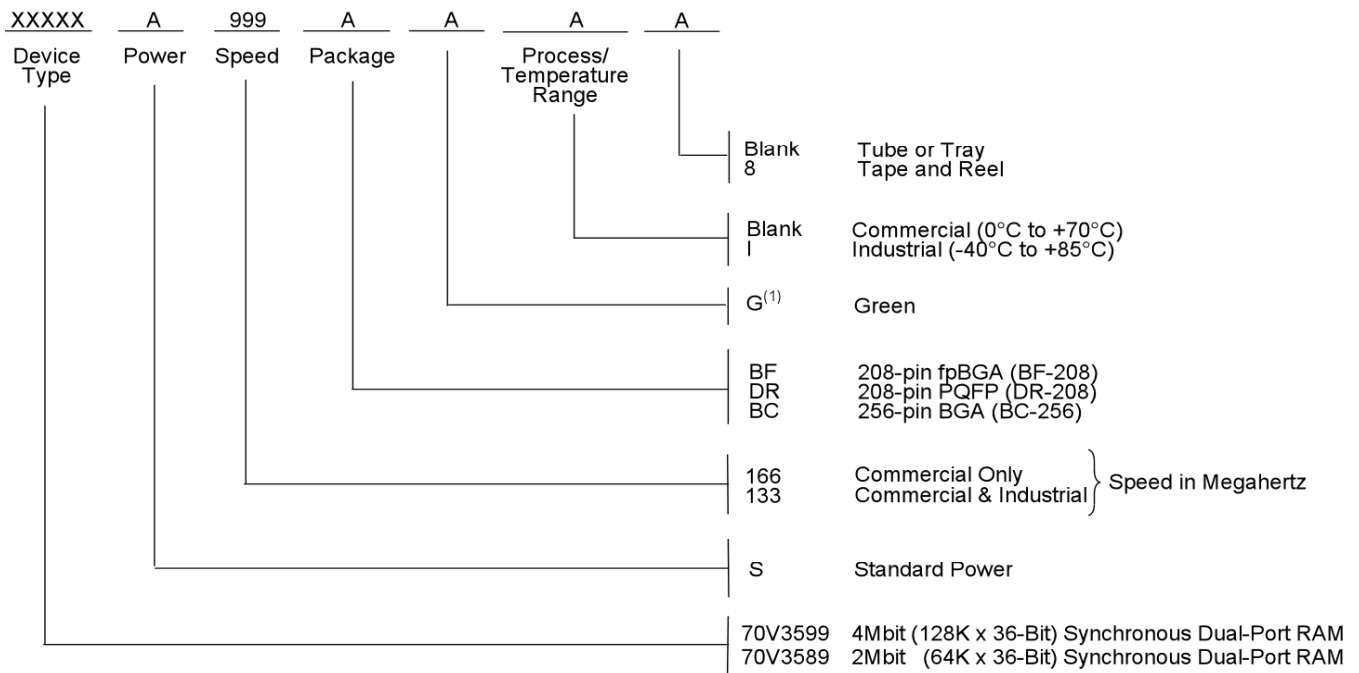 XXXXX A 999 A A A A
Device Type Power Speed Package Process/ Temperature Range
Blank Tube or Tray
8 Tape and Reel
Blank Commercial (0°C to +70°C)
I Industrial (-40°C to +85°C)
G(1) Green
BF 208-pin fpBGA (BF-208)
DR 208-pin PQFP (DR-208)
BC 256-pin BGA (BC-256)
166 Commercial Only
133 Commercial & Industrial
Speed in Megahertz
S Standard Power
70V3599 4Mbit (128K x 36-Bit) Synchronous Dual-Port RAM
70V3589 2Mbit (64K x 36-Bit) Synchronous Dual-Port RAM